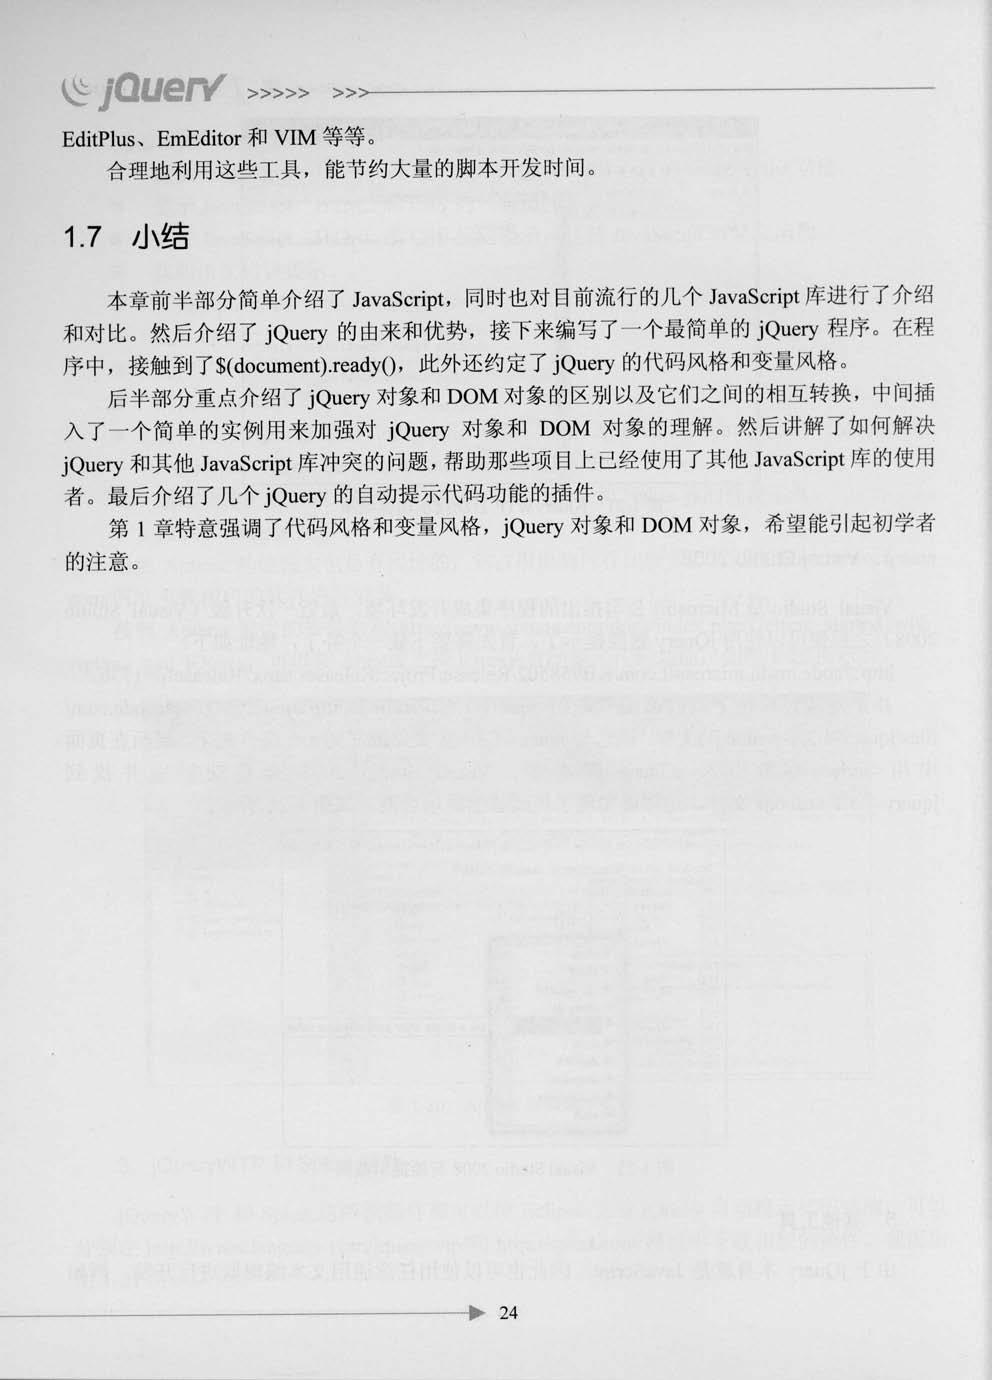 jQuery >>>>> >>>
EditPlus、EmEditor 和 VIM 等等。
合理地利用这些工具，能节约大量的脚本开发时间。
1.7 小结
本章前半部分简单介绍了 JavaScript，同时也对目前流行的几个 JavaScript 库进行了介绍
和对比。然后介绍了 jQuery 的由来和优势，接下来编写了一个最简单的 jQuery 程序。在程
序中，接触到了$(document).ready()，此外还约定了 jQuery 的代码风格和变量风格。
后半部分重点介绍了 jQuery 对象和 DOM 对象的区别以及它们之间的相互转换，中间插
入了一个简单的实例用来加强对 jQuery 对象和 DOM 对象的理解。然后讲解了如何解决
jQuery 和其他 JavaScript 库冲突的问题，帮助那些项目上已经使用了其他 JavaScript 库的使用
者。最后介绍了几个 jQuery 的自动提示代码功能的插件。
第 1 章特意强调了代码风格和变量风格，jQuery 对象和 DOM 对象，希望能引起初学者
的注意。
24